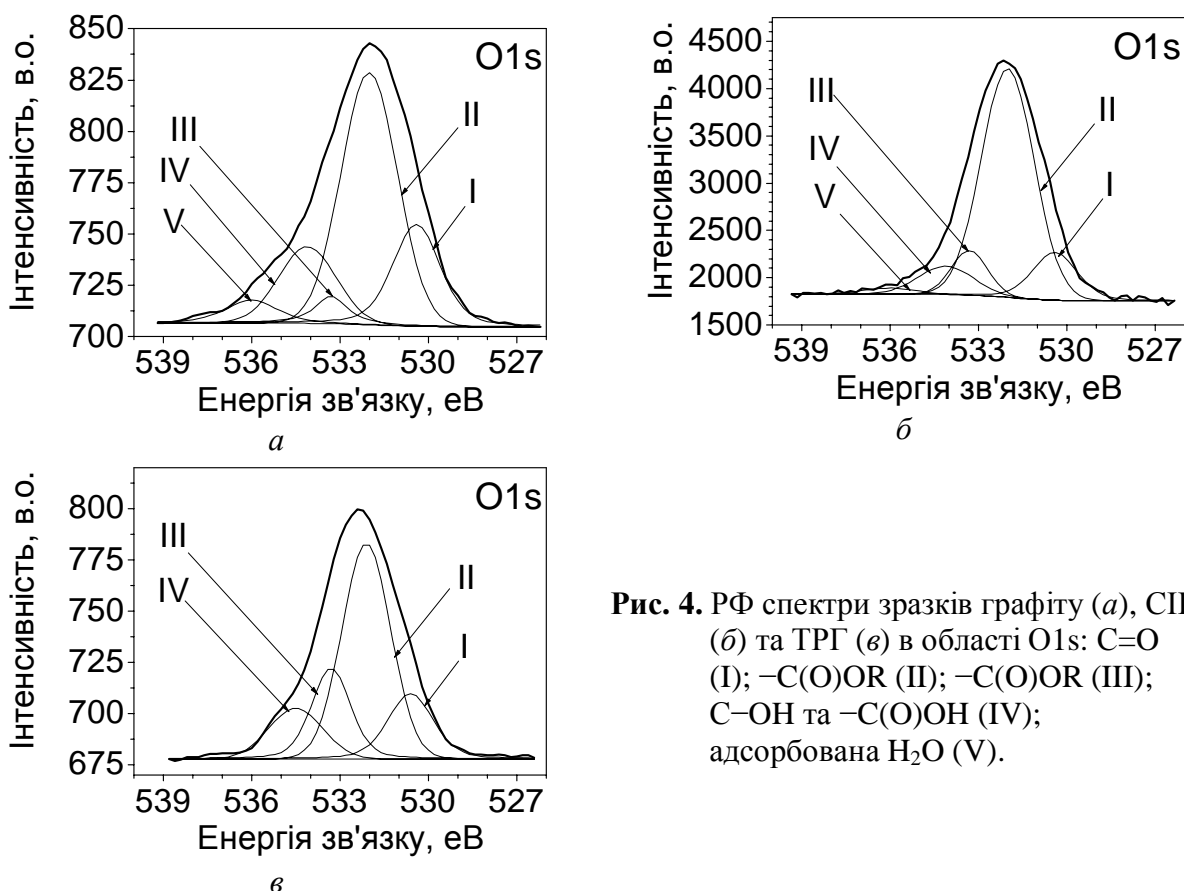 850
825
800
775
750
725
700
Інтенсивність, в.о.
O1s
III
IV
V
II
I
539 536 533 530 527
Енергія зв'язку, еВ
а
4500
4000
3500
3000
2500
2000
1500
Інтенсивність, в.о.
O1s
III
IV
V
II
I
539 536 533 530 527
Енергія зв'язку, еВ
б
800
775
750
725
700
675
Інтенсивність, в.о.
O1s
III
IV
II
I
539 536 533 530 527
Енергія зв'язку, еВ
в
Рис. 4. РФ спектри зразків графіту (а),
(б) та ТРГ (в) в області O1s: C=O
(I); −C(O)OR (II); −C(O)OR (III);
C−OH та −C(O)OH (IV);
адсорбована H₂O (V).